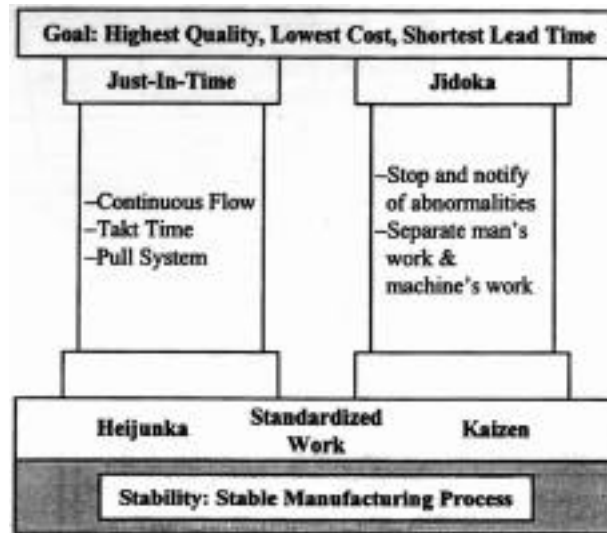 Goal: Highest Quality, Lowest Cost, Shortest Lead Time
Just-In-Time
Jidoka
–Continuous Flow
–Takt Time
–Pull System
–Stop and notify
of abnormalities
–Separate man's
work &
machine's work
Heijunka
Standardized
Work
Kaizen
Stability: Stable Manufacturing Process